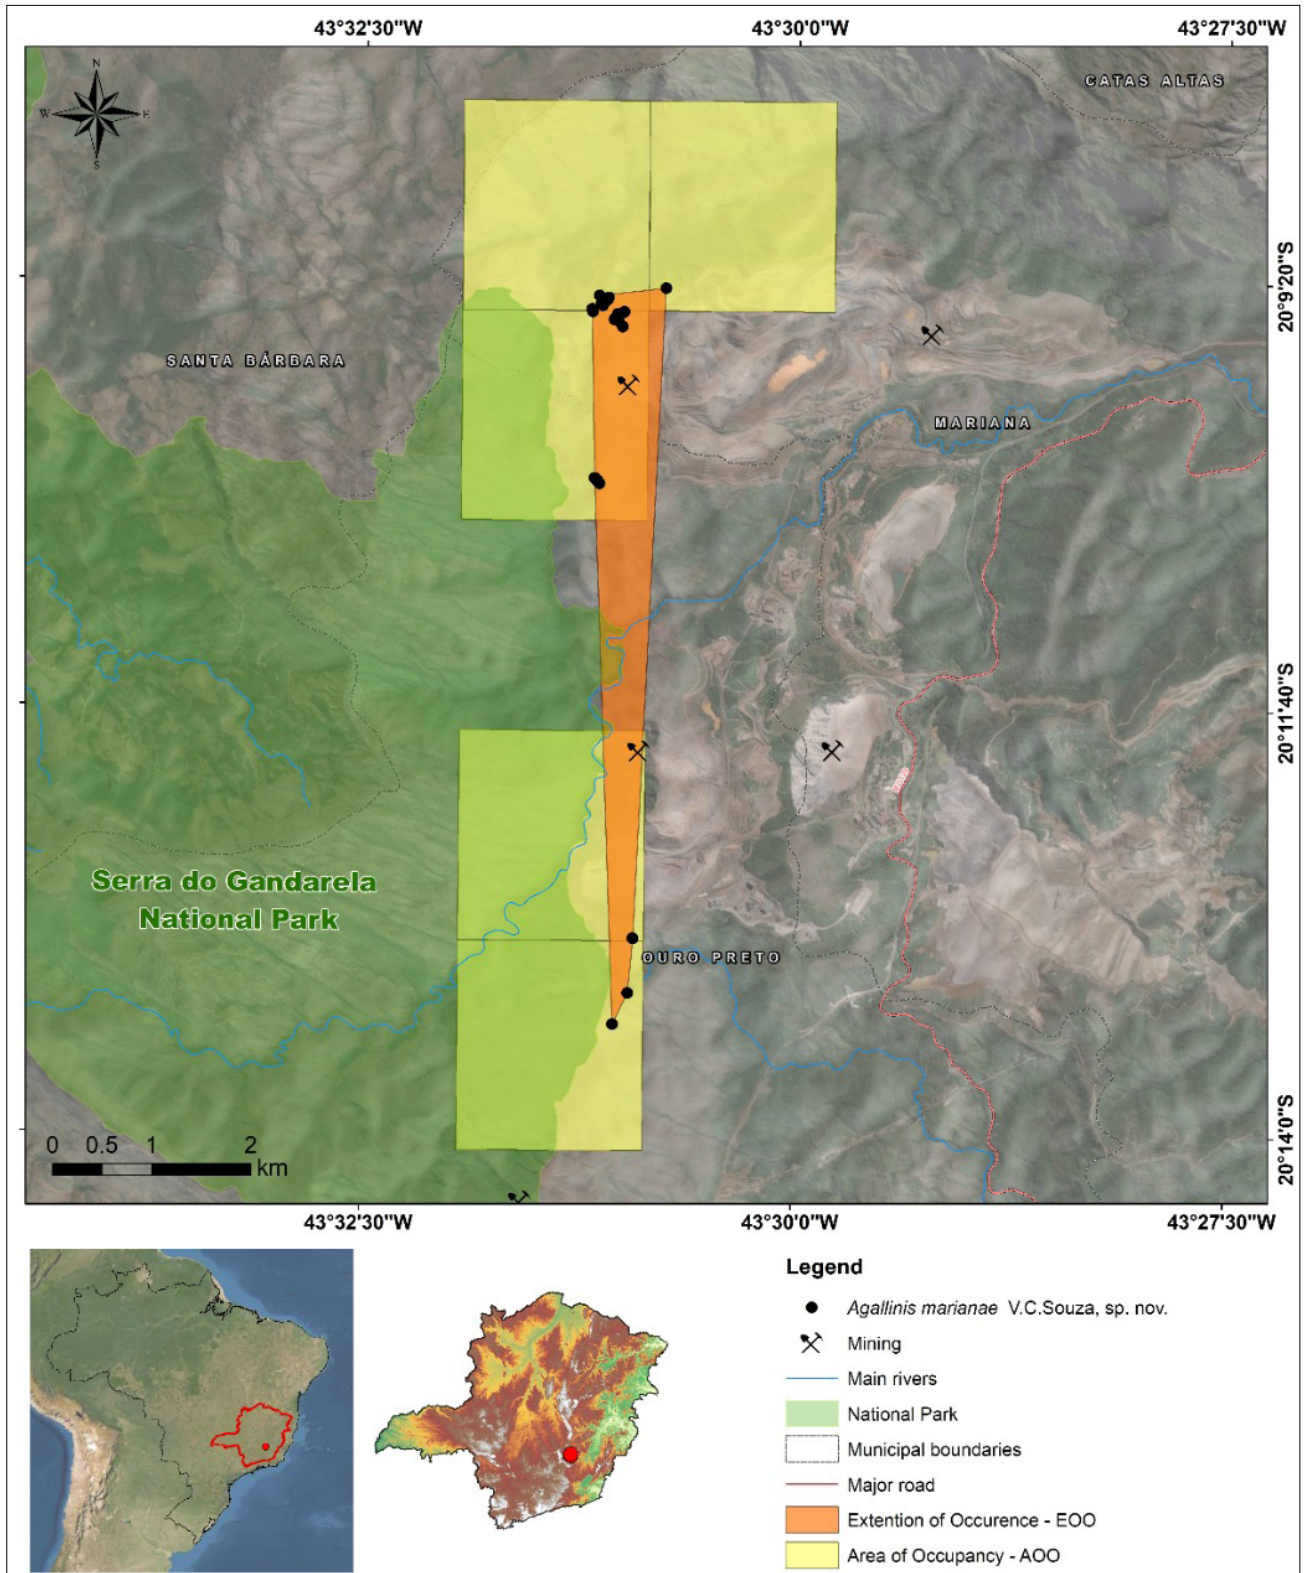 43°32'30"W 43°30'0"W 43°27'30"W
N
W E
S
CATAS ALTAS
20°9'20"S
SANTA BÁRBARA
MARIANA
20°11'40"S
Serra do Gandarela
National Park
OURO PRETO
20°14'0"S
0 0.5 1 2
km
43°32'30"W 43°30'0"W 43°27'30"W
Legend
Agallinis marianae V.C.Souza, sp. nov.
Mining
Main rivers
National Park
Municipal boundaries
Major road
Extention of Occurence - EOO
Area of Occupancy - AOO